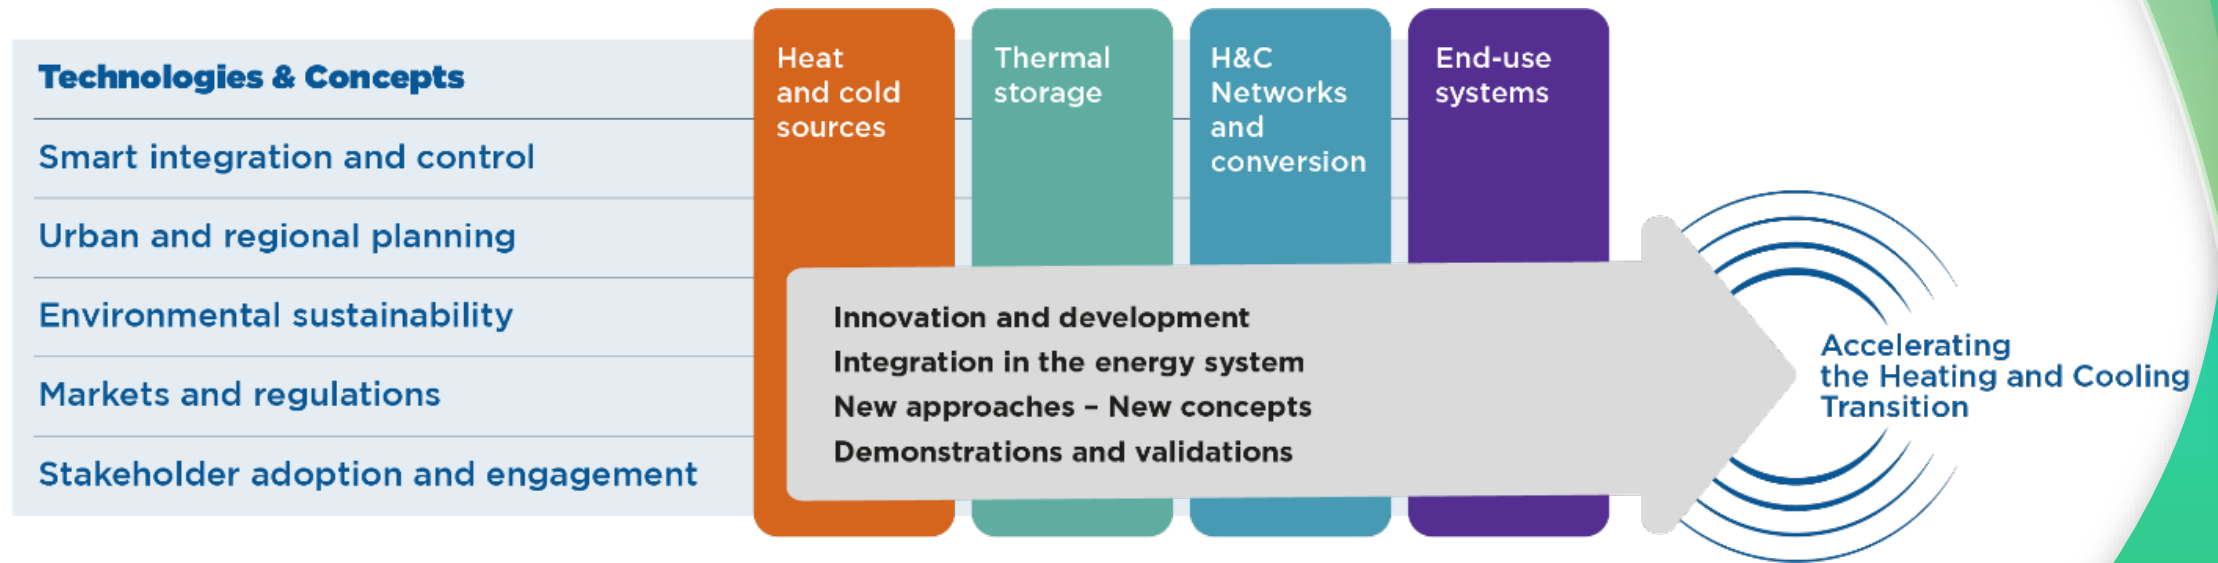 Technologies & Concepts
Smart integration and control
Urban and regional planning
Environmental sustainability
Markets and regulations
Stakeholder adoption and engagement
Heat
and cold
sources
Thermal
storage
H&C
Networks
and
conversion
End-use
systems
Innovation and development
Integration in the energy system
New approaches – New concepts
Demonstrations and validations
Accelerating
the Heating and Cooling
Transition